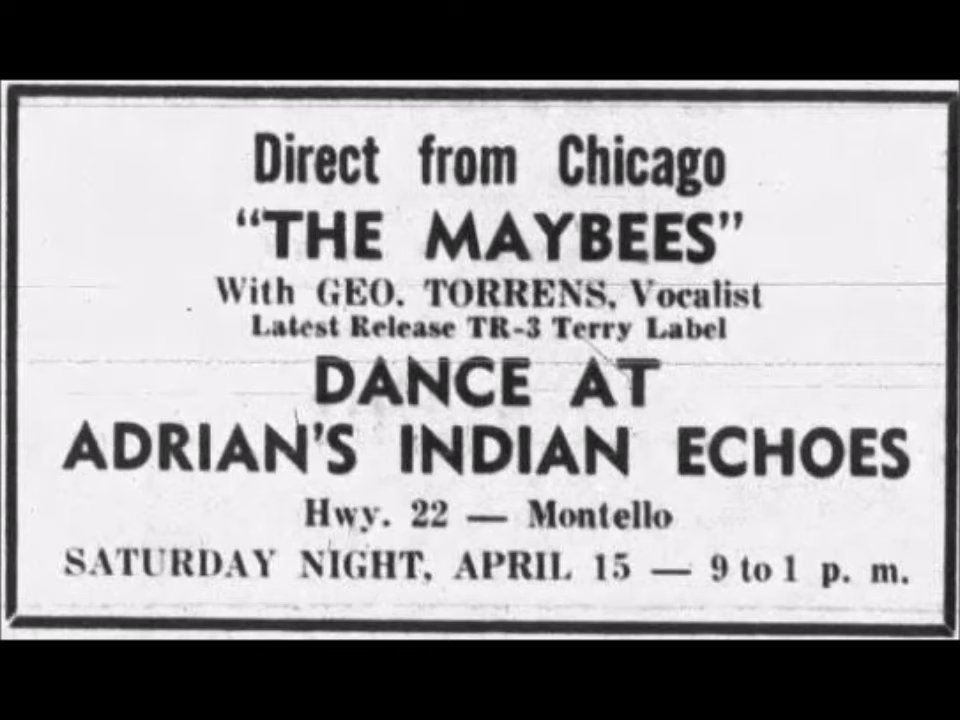 Direct from Chicago
“THE MAYBEES”
With GEO. TORRENS, Vocalist
Latest Release TR-3 Terry Label
DANCE AT
ADRIAN'S INDIAN ECHOES
Hwy. 22 — Montello
SATURDAY NIGHT, APRIL 15 — 9 to 1 p. m.